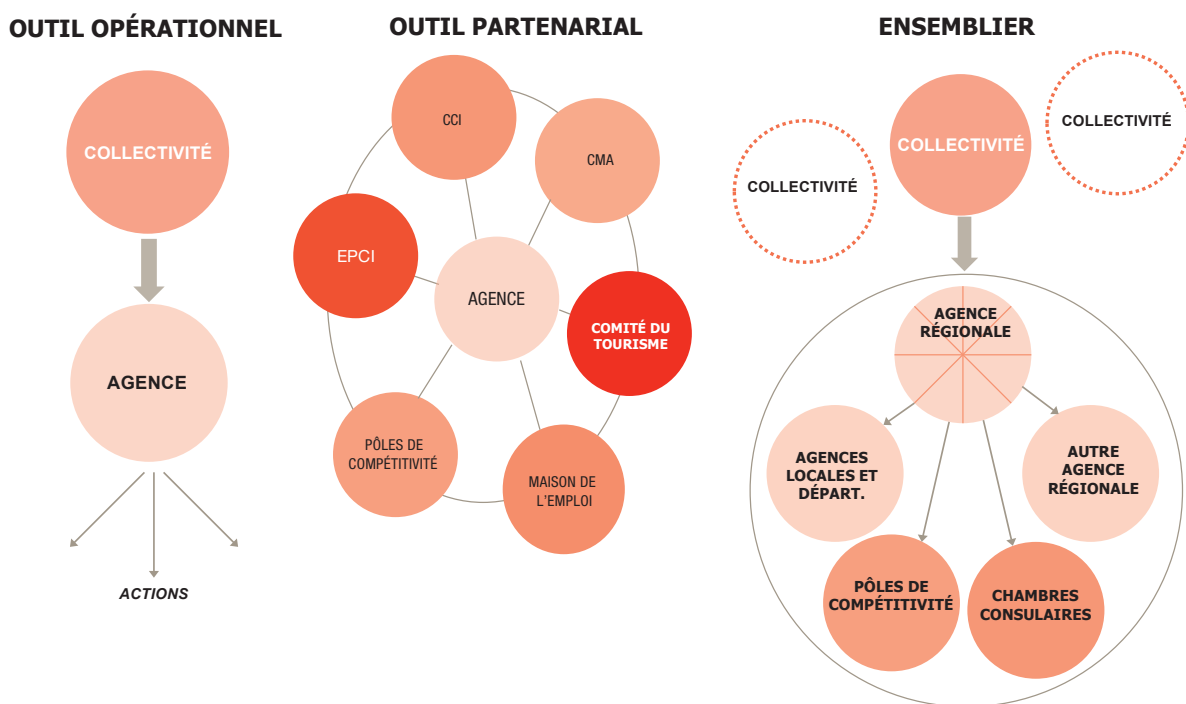 OUTIL OPÉRATIONNEL
COLLECTIVITÉ
AGENCE
ACTIONS
OUTIL PARTENARIAL
CCI
CMA
EPCI
AGENCE
COMITÉ DU
TOURISME
PÔLES DE
COMPÉTITIVITÉ
MAISON DE
L'EMPLOI
ENSEMBLIER
COLLECTIVITÉ
COLLECTIVITÉ
COLLECTIVITÉ
AGENCE
RÉGIONALE
AGENCES
LOCALES ET
DÉPART.
AUTRE
AGENCE
RÉGIONALE
PÔLES DE
COMPÉTITIVITÉ
CHAMBRES
CONSULAIRES